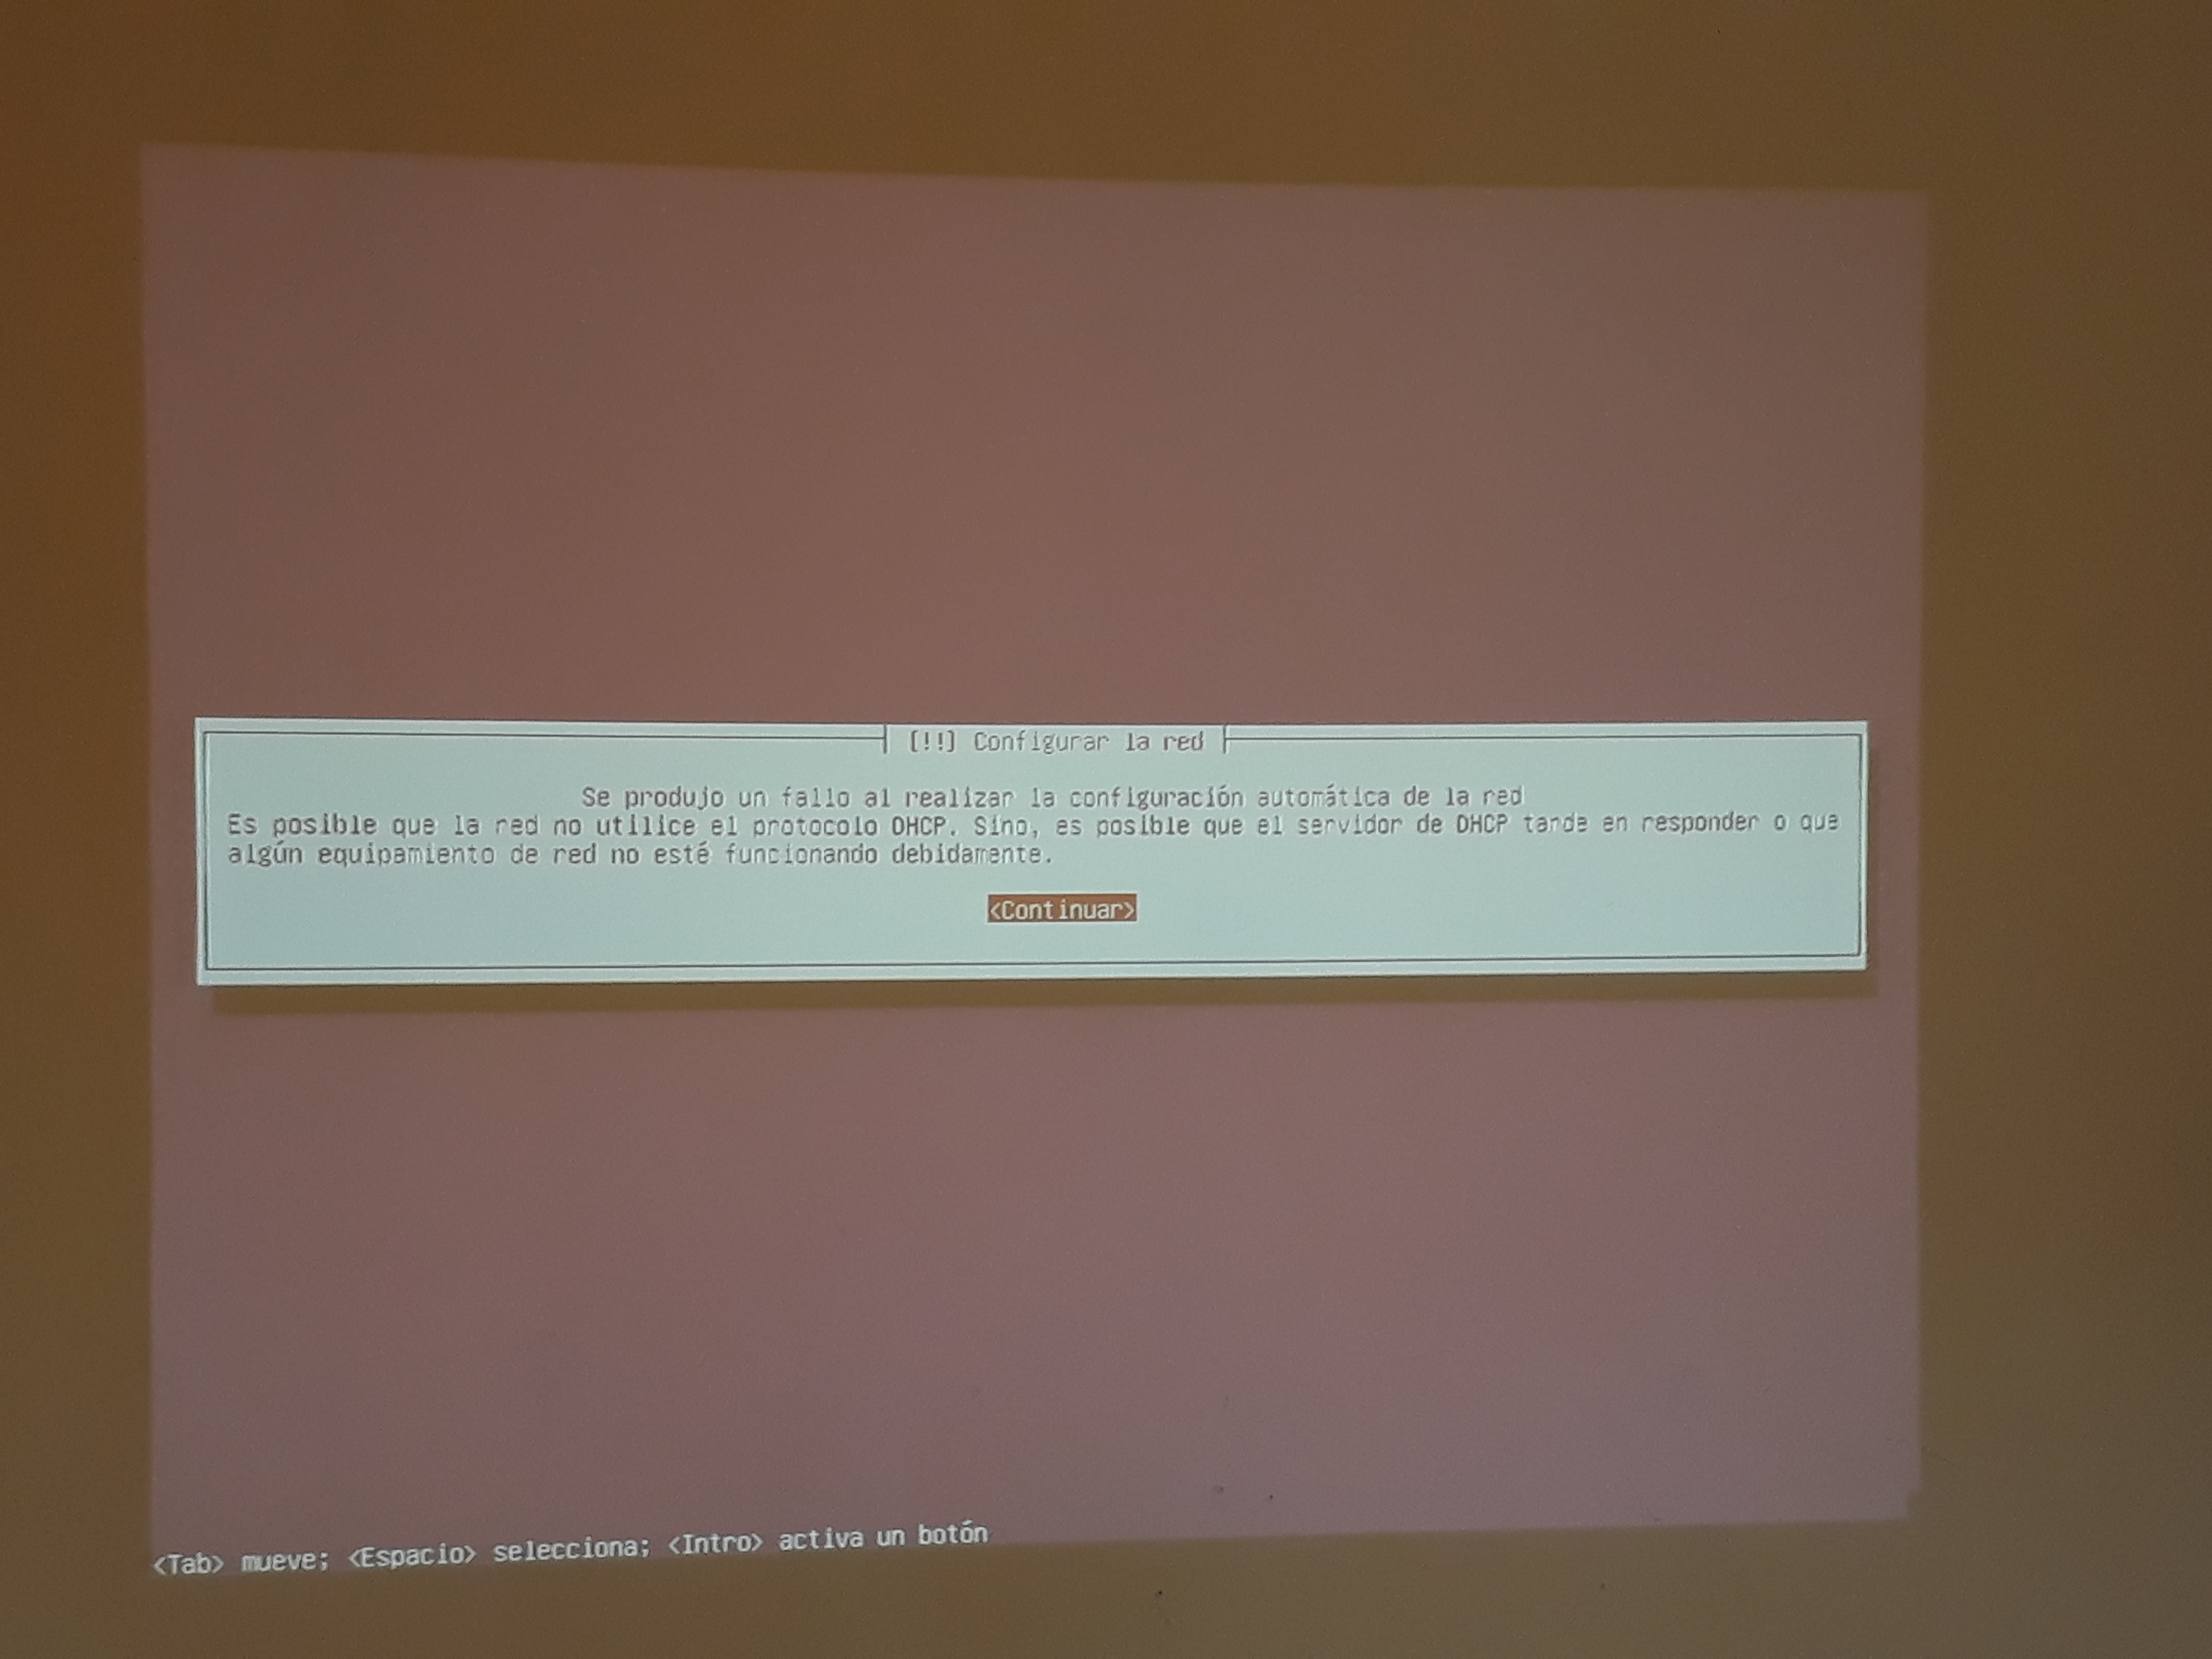 [!!] Configurar la red
Se produjo un fallo al realizar la configuración automática de la red
Es posible que la red no utilice el protocolo DHCP. Sino, es posible que el servidor de DHCP tarde en responder o que
algún equipamiento de red no esté funcionando debidamente.
<Continuar>
<Tab> mueve; <Espacio> selecciona; <Intro> activa un botón